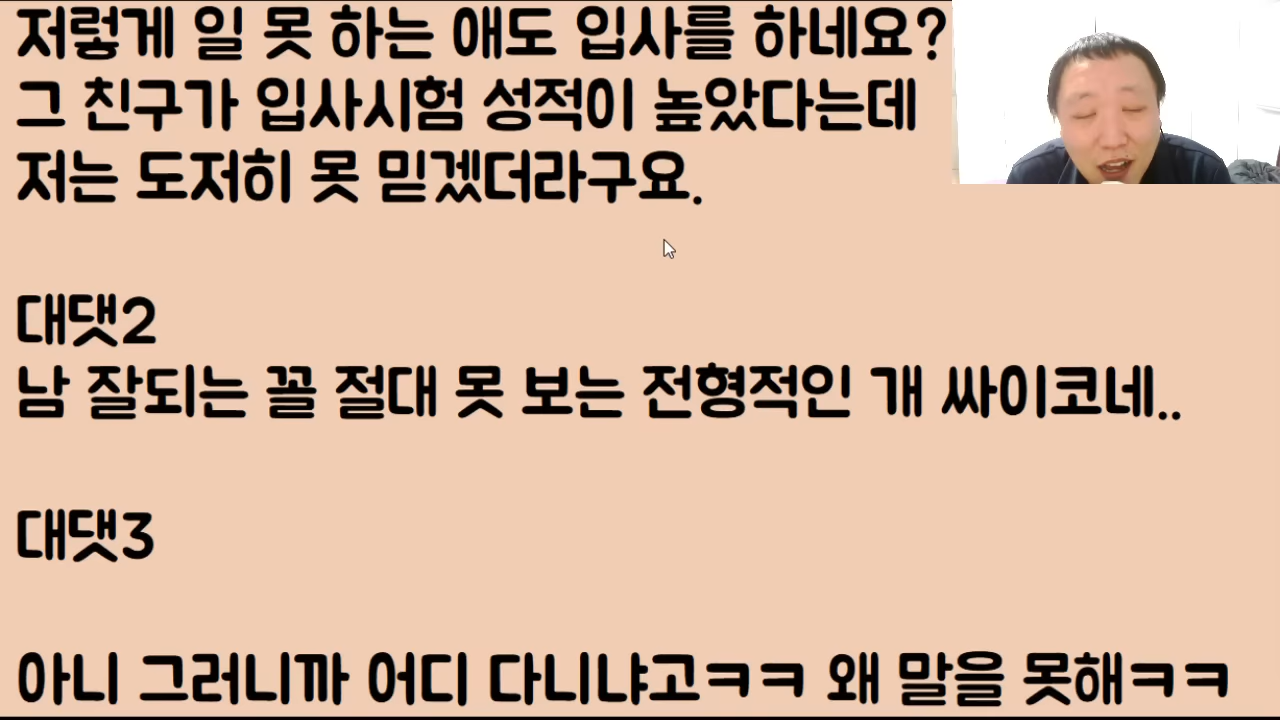 저렇게 일 못 하는 애도 입사를 하네요?
그 친구가 입사시험 성적이 높았다는데
저는 도저히 못 믿겠더라구요.
대댓2
남 잘되는 꼴 절대 못 보는 전형적인 개 싸이코네..
대댓3
아니 그러니까 어디 다니냐고ㅋㅋ 왜 말을 못해ㅋㅋ